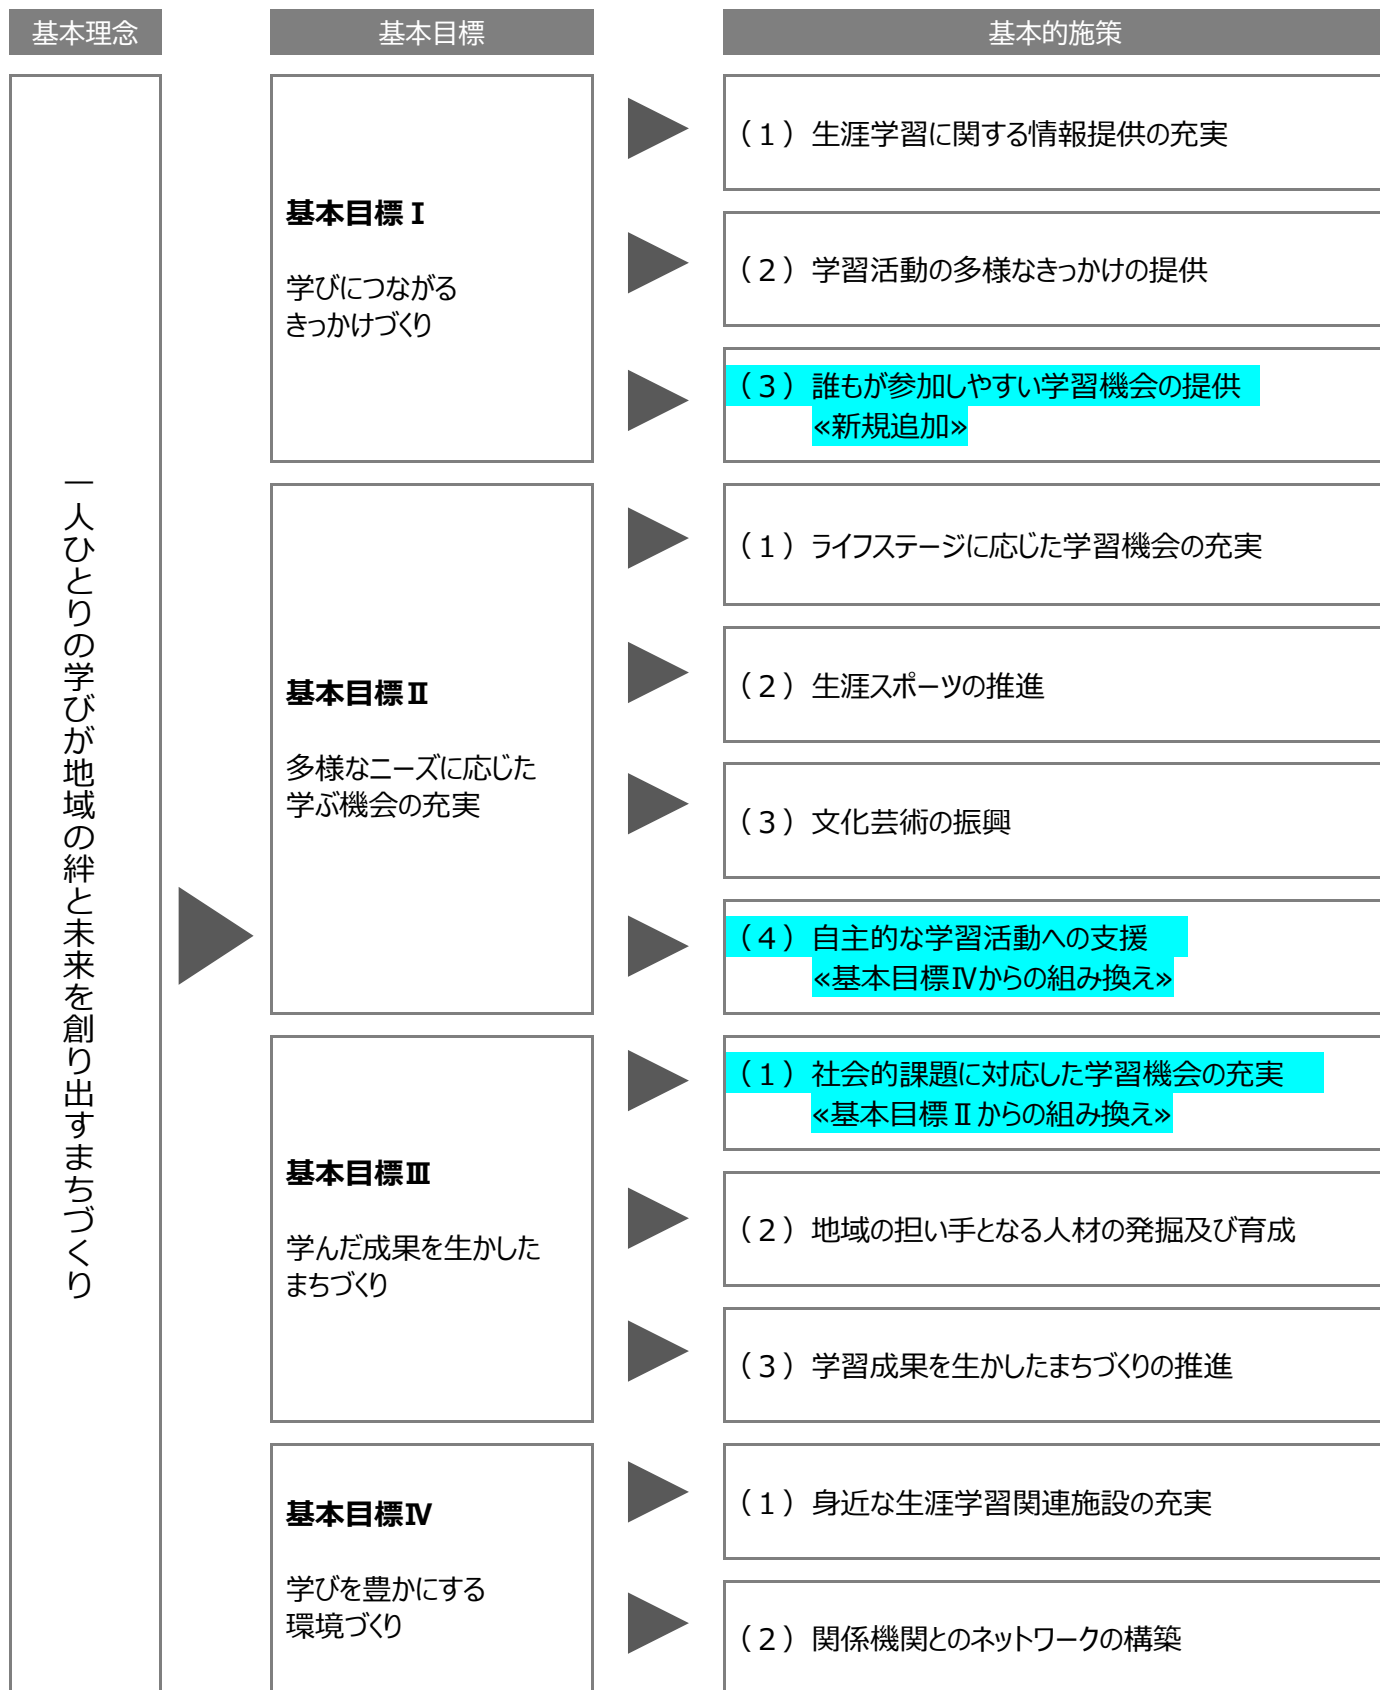 基本理念
基本目標
基本的施策
一人ひとりの学びが地域の絆と未来を創り出すまちづくり
基本目標Ⅰ
学びにつながる
きっかけづくり
（１）生涯学習に関する情報提供の充実
（２）学習活動の多様なきっかけの提供
（３）誰もが参加しやすい学習機会の提供
«新規追加»
基本目標Ⅱ
多様なニーズに応じた
学ぶ機会の充実
（１）ライフステージに応じた学習機会の充実
（２）生涯スポーツの推進
（３）文化芸術の振興
（４）自主的な学習活動への支援
«基本目標Ⅳからの組み換え»
基本目標Ⅲ
学んだ成果を生かした
まちづくり
（１）社会的課題に対応した学習機会の充実
«基本目標Ⅱからの組み換え»
（２）地域の担い手となる人材の発掘及び育成
（３）学習成果を生かしたまちづくりの推進
基本目標Ⅳ
学びを豊かにする
環境づくり
（１）身近な生涯学習関連施設の充実
（２）関係機関とのネットワークの構築